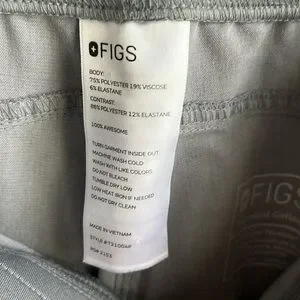 FIGS
BODY:
75% POLYESTER 19% VISCOSE
6% ELASTANE
CONTRAST:
88% POLYESTER 12% ELASTANE
100% AWESOME
TURN GARMENT INSIDE OUT
MACHINE WASH COLD
WASH WITH LIKE COLORS
DO NOT BLEACH
TUMBLE DRY LOW
LOW HEAT IRON IF NEEDED
DO NOT DRY CLEAN
MADE IN VIETNAM
FIGS